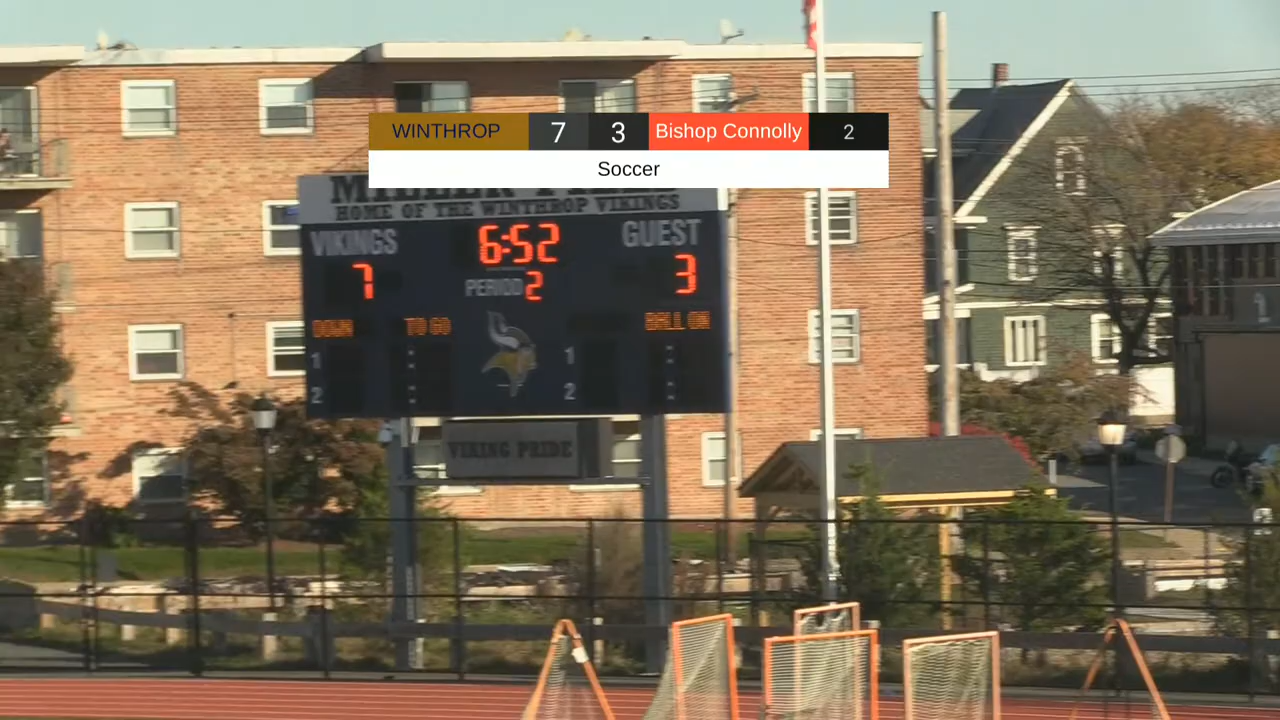 WINTHROP 7 3 Bishop Connolly 2
Soccer
HOME OF THE WINTHROP VIKINGS
VIKINGS 6:52 GUEST
7 PERIOD 2 3
DOWN TO GO BALL ON
1 : 1 :
2 : 2 :
VIKING PRIDE